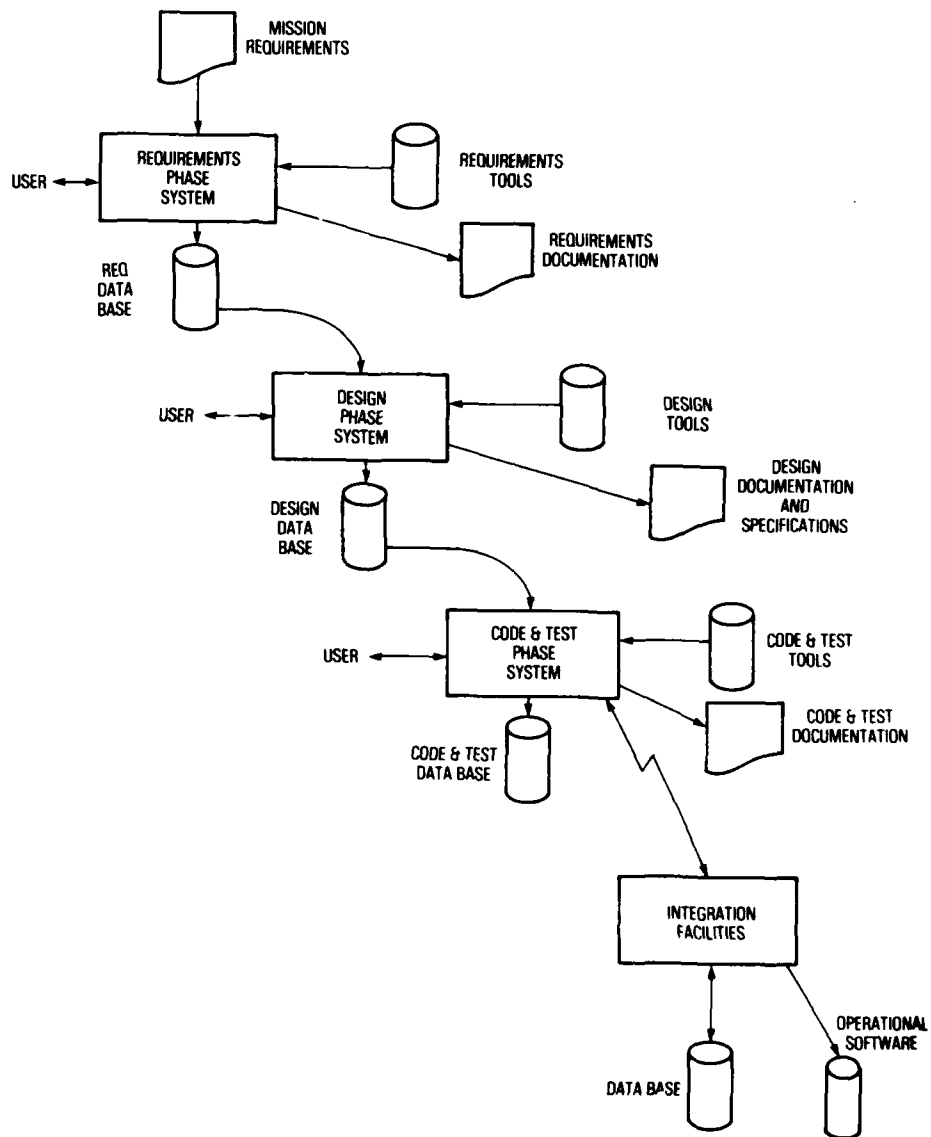 MISSION
REQUIREMENTS
REQUIREMENTS
PHASE
SYSTEM
USER
REQUIREMENTS
TOOLS
REQUIREMENTS
DOCUMENTATION
REQ
DATA
BASE
DESIGN
PHASE
SYSTEM
USER
DESIGN
TOOLS
DESIGN
DOCUMENTATION
AND
SPECIFICATIONS
DESIGN
DATA
BASE
CODE & TEST
PHASE
SYSTEM
USER
CODE & TEST
TOOLS
CODE & TEST
DOCUMENTATION
CODE & TEST
DATA BASE
INTEGRATION
FACILITIES
OPERATIONAL
SOFTWARE
DATA BASE